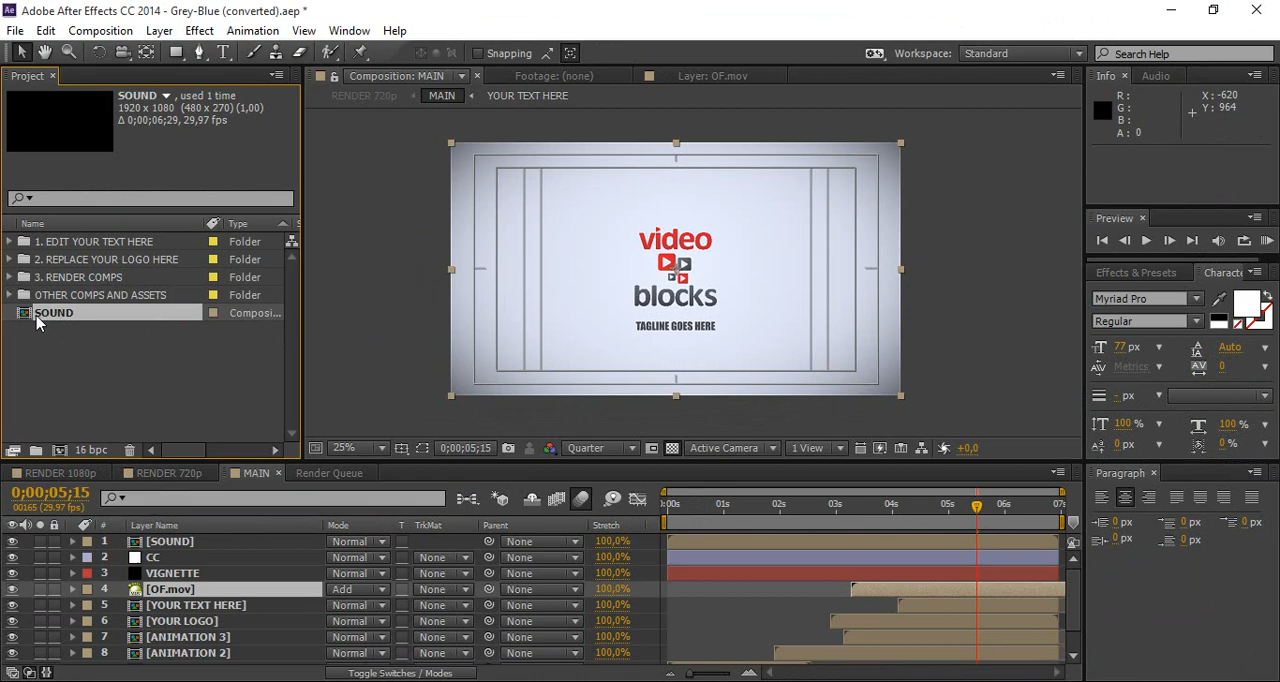 Adobe After Effects CC 2014 - Grey-Blue (converted).aep *
File Edit Composition Layer Effect Animation View Window Help
Snapping
Workspace: Standard
Search Help
Project
Composition: MAIN
Footage: (none)
Layer: OF.mov
Info
Audio
SOUND , used 1 time
1920 x 1080 (480 x 270) (1,00)
Δ 0;00;06;29, 29,97 fps
RENDER 720p
MAIN
YOUR TEXT HERE
R :
G :
B :
A : 0
X : -620
Y : 964
Name
Type
S
1. EDIT YOUR TEXT HERE Folder
2. REPLACE YOUR LOGO HERE Folder
3. RENDER COMPS Folder
OTHER COMPS AND ASSETS Folder
SOUND Composi...
video
blocks
TAGLINE GOES HERE
Preview
Effects & Presets
Characte
Myriad Pro
Regular
77 px
Auto
Metrics
0
- px
100 %
100 %
0 px
0 %
16 bpc
25%
0;00;05;15
Quarter
Active Camera
1 View
+0,0
RENDER 1080p
RENDER 720p
MAIN
Render Queue
Paragraph
0;00;05;15
00165 (29.97 fps)
:00s 01s 02s 03s 04s 05s 06s 07s
0 px 0 px 0 px
0 px 0 px
# Layer Name Mode T TrkMat Parent Stretch
1 [SOUND] Normal None 100,0%
2 CC Normal None None 100,0%
3 VIGNETTE Normal None None 100,0%
4 [OF.mov] Add None None 100,0%
5 [YOUR TEXT HERE] Normal None None 100,0%
6 [YOUR LOGO] Normal None None 100,0%
7 [ANIMATION 3] Normal None None 100,0%
8 [ANIMATION 2] Normal None None 100,0%
Toggle Switches / Modes